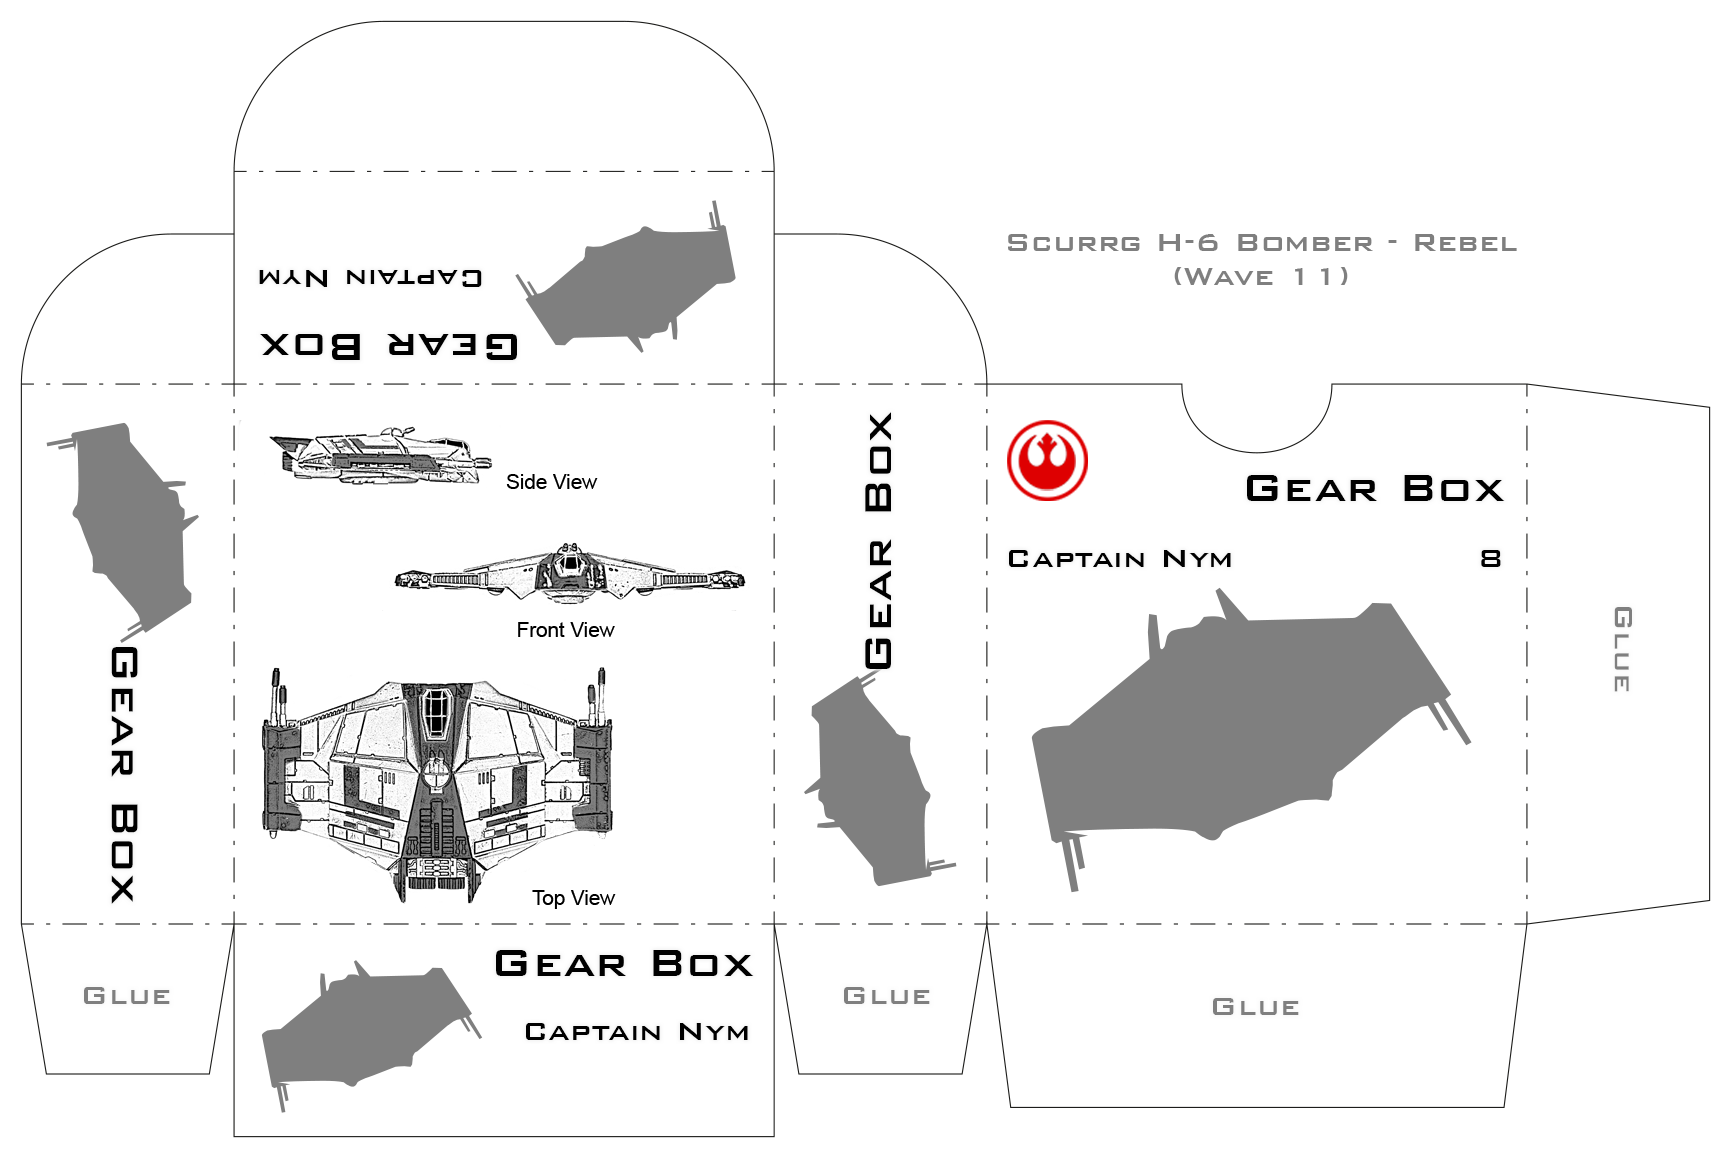 Scurrg H-6 Bomber - Rebel
(Wave 11)
Captain Nym
Gear Box
Side View
Front View
Top View
Gear Box
Gear Box
Gear Box
Captain Nym 8
Glue
Glue
Gear Box
Captain Nym
Glue
Glue